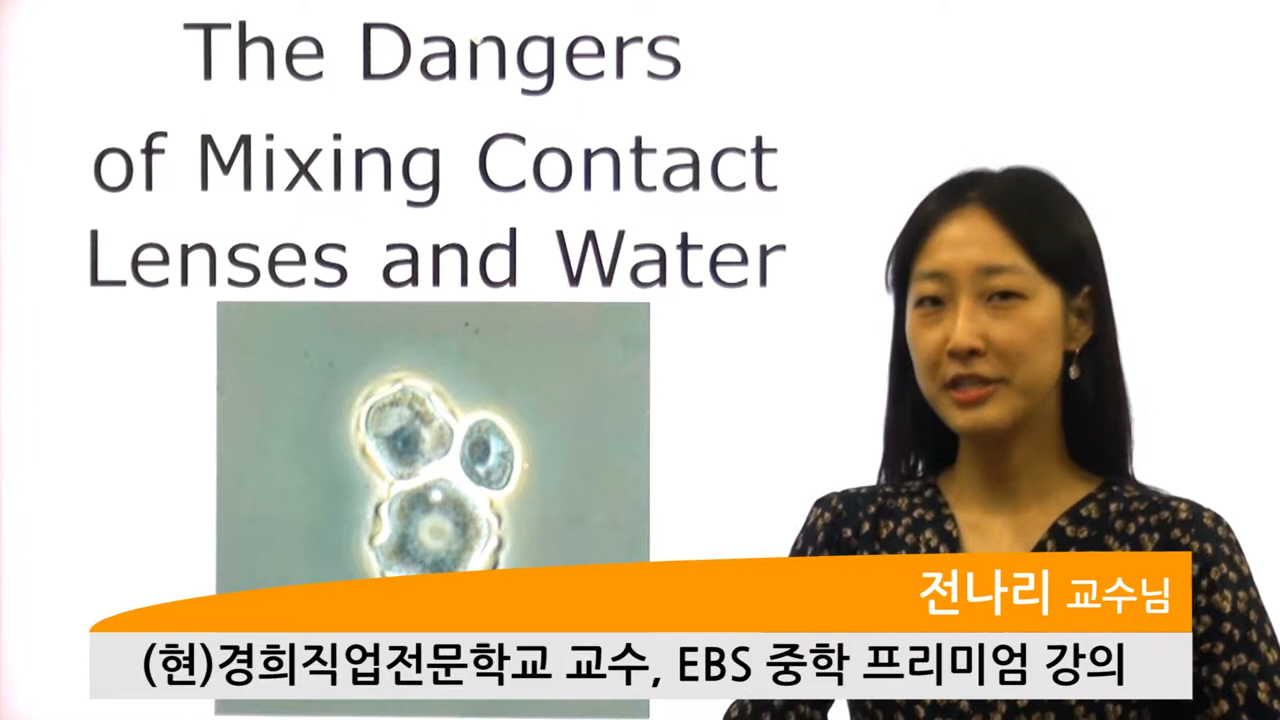 The Dangers
of Mixing Contact
Lenses and Water
전나리 교수님
(현)경희직업전문학교 교수, EBS 중학 프리미엄 강의